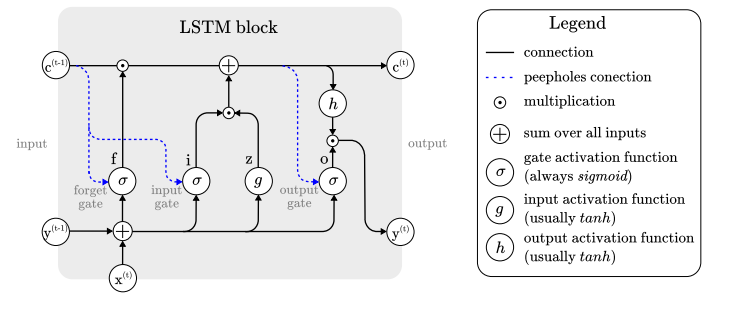 LSTM block
c(t-1)
c(t)
h
input
output
f
i
z
o
forget
gate
σ
input
gate
σ
g
output
gate
σ
y(t-1)
y(t)
x(t)
Legend
connection
peepholes conection
multiplication
sum over all inputs
σ gate activation function
(always sigmoid)
g input activation function
(usually tanh)
h output activation function
(usually tanh)